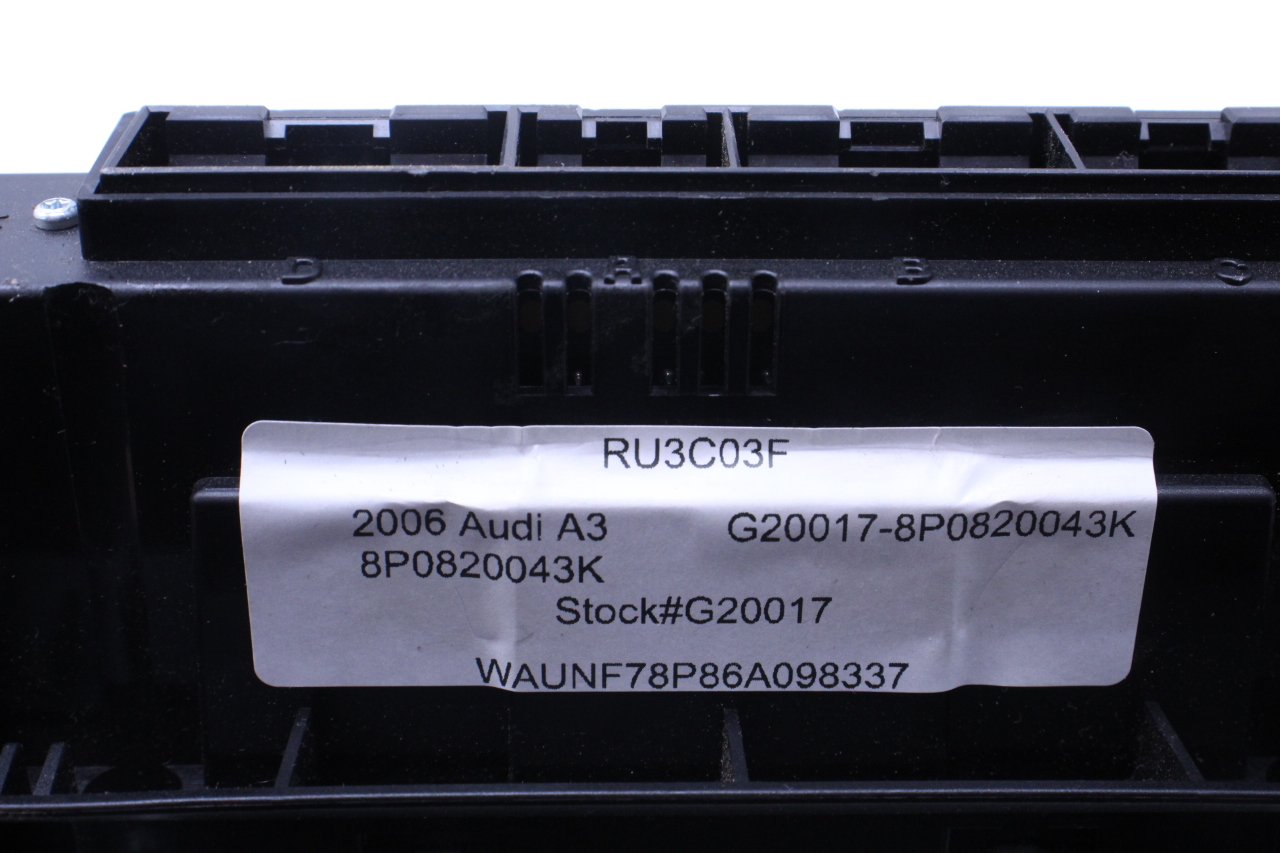 D A B C
RU3C03F
2006 Audi A3 G20017-8P0820043K
8P0820043K
Stock#G20017
WAUNF78P86A098337